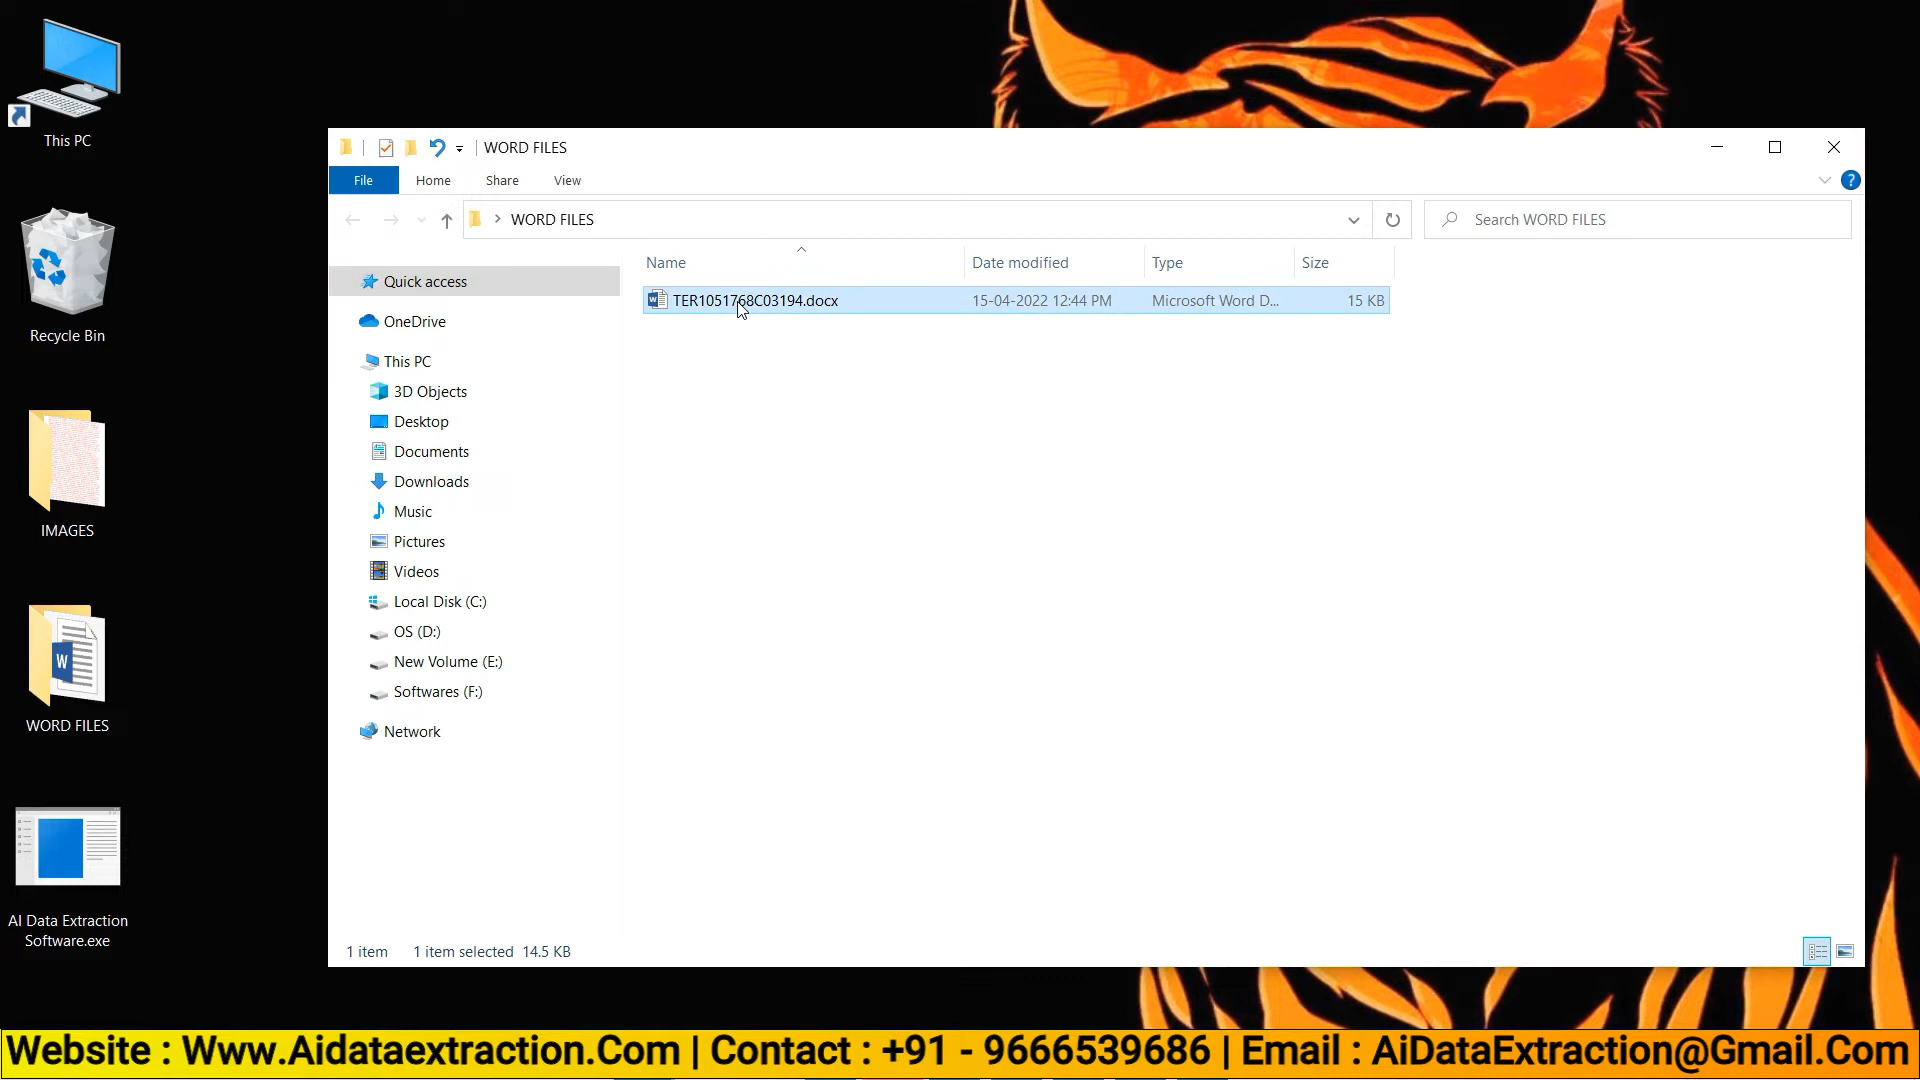 This PC
Recycle Bin
IMAGES
WORD FILES
AI Data Extraction
Software.exe
WORD FILES
File Home Share View
WORD FILES
Search WORD FILES
Quick access
OneDrive
This PC
3D Objects
Desktop
Documents
Downloads
Music
Pictures
Videos
Local Disk (C:)
OS (D:)
New Volume (E:)
Softwares (F:)
Network
Name Date modified Type Size
TER1051768C03194.docx 15-04-2022 12:44 PM Microsoft Word D... 15 KB
1 item 1 item selected 14.5 KB
Website : Www.Aidataextraction.Com | Contact : +91 - 9666539686 | Email : AiDataExtraction@Gmail.Com